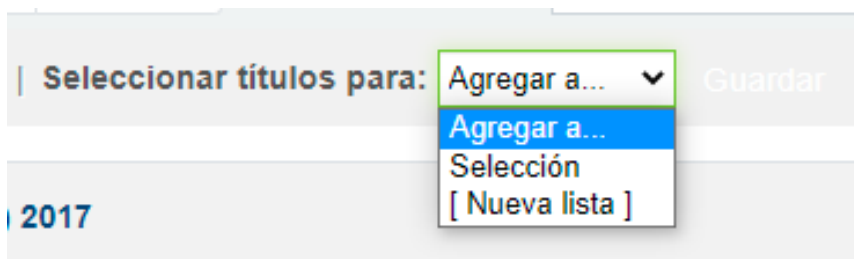 | Seleccionar títulos para: Agregar a... Guardar
Agregar a...
Selección
[ Nueva lista ]
) 2017